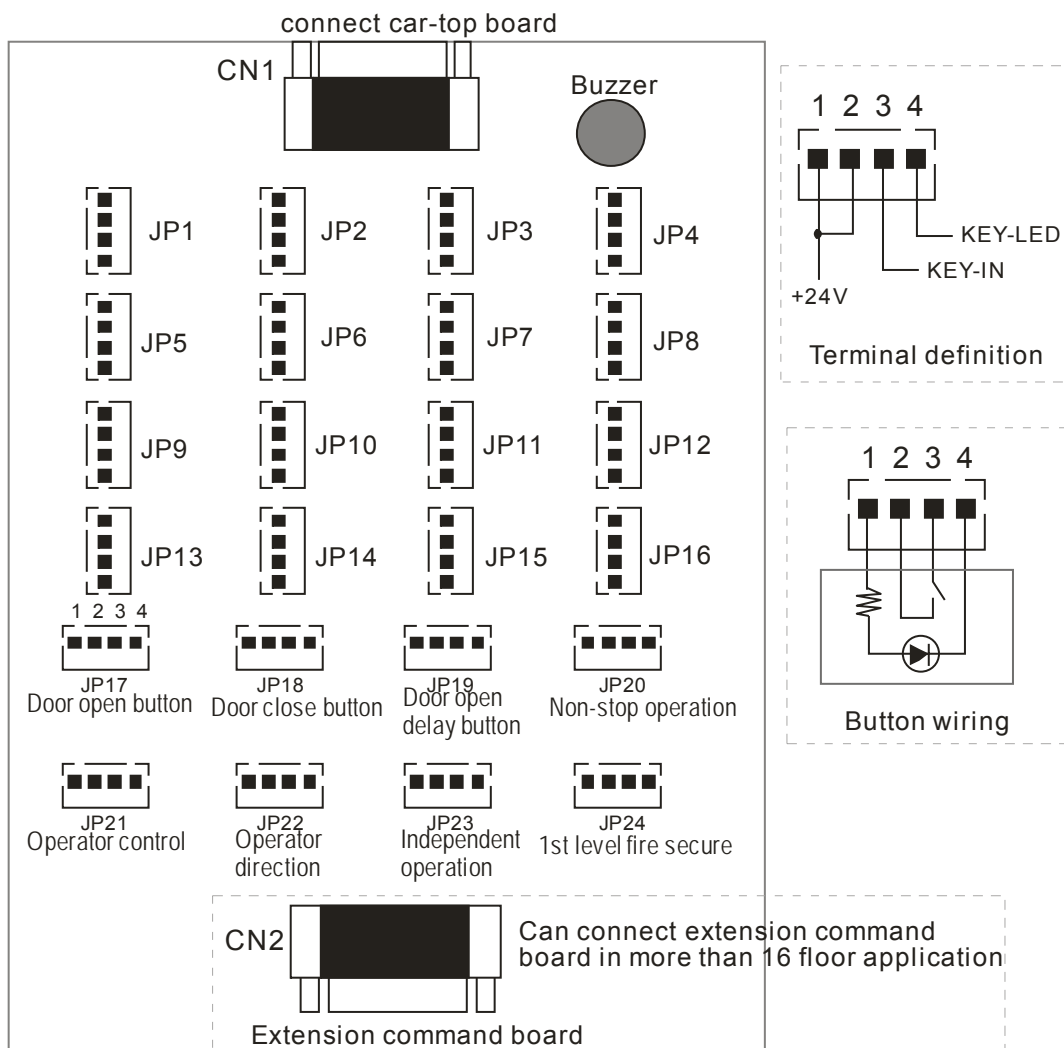 connect car-top board
CN1
Buzzer
JP1
JP2
JP3
JP4
JP5
JP6
JP7
JP8
JP9
JP10
JP11
JP12
JP13
JP14
JP15
JP16
1 2 3 4
JP17
Door open button
JP18
Door close button
JP19
Door open
delay button
JP20
Non-stop operation
JP21
Operator control
JP22
Operator
direction
JP23
Independent
operation
JP24
1st level fire secure
CN2
Can connect extension command
board in more than 16 floor application
Extension command board
1 2 3 4
KEY-LED
KEY-IN
+24V
Terminal definition
1 2 3 4
Button wiring